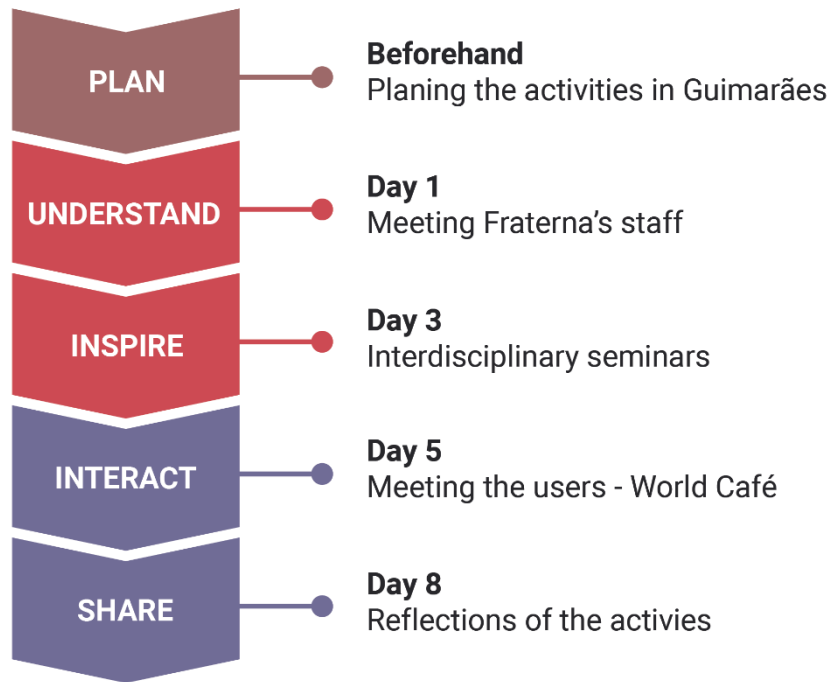 PLAN
Beforehand
Planing the activities in Guimarães
UNDERSTAND
Day 1
Meeting Fraterna’s staff
INSPIRE
Day 3
Interdisciplinary seminars
INTERACT
Day 5
Meeting the users - World Café
SHARE
Day 8
Reflections of the activies